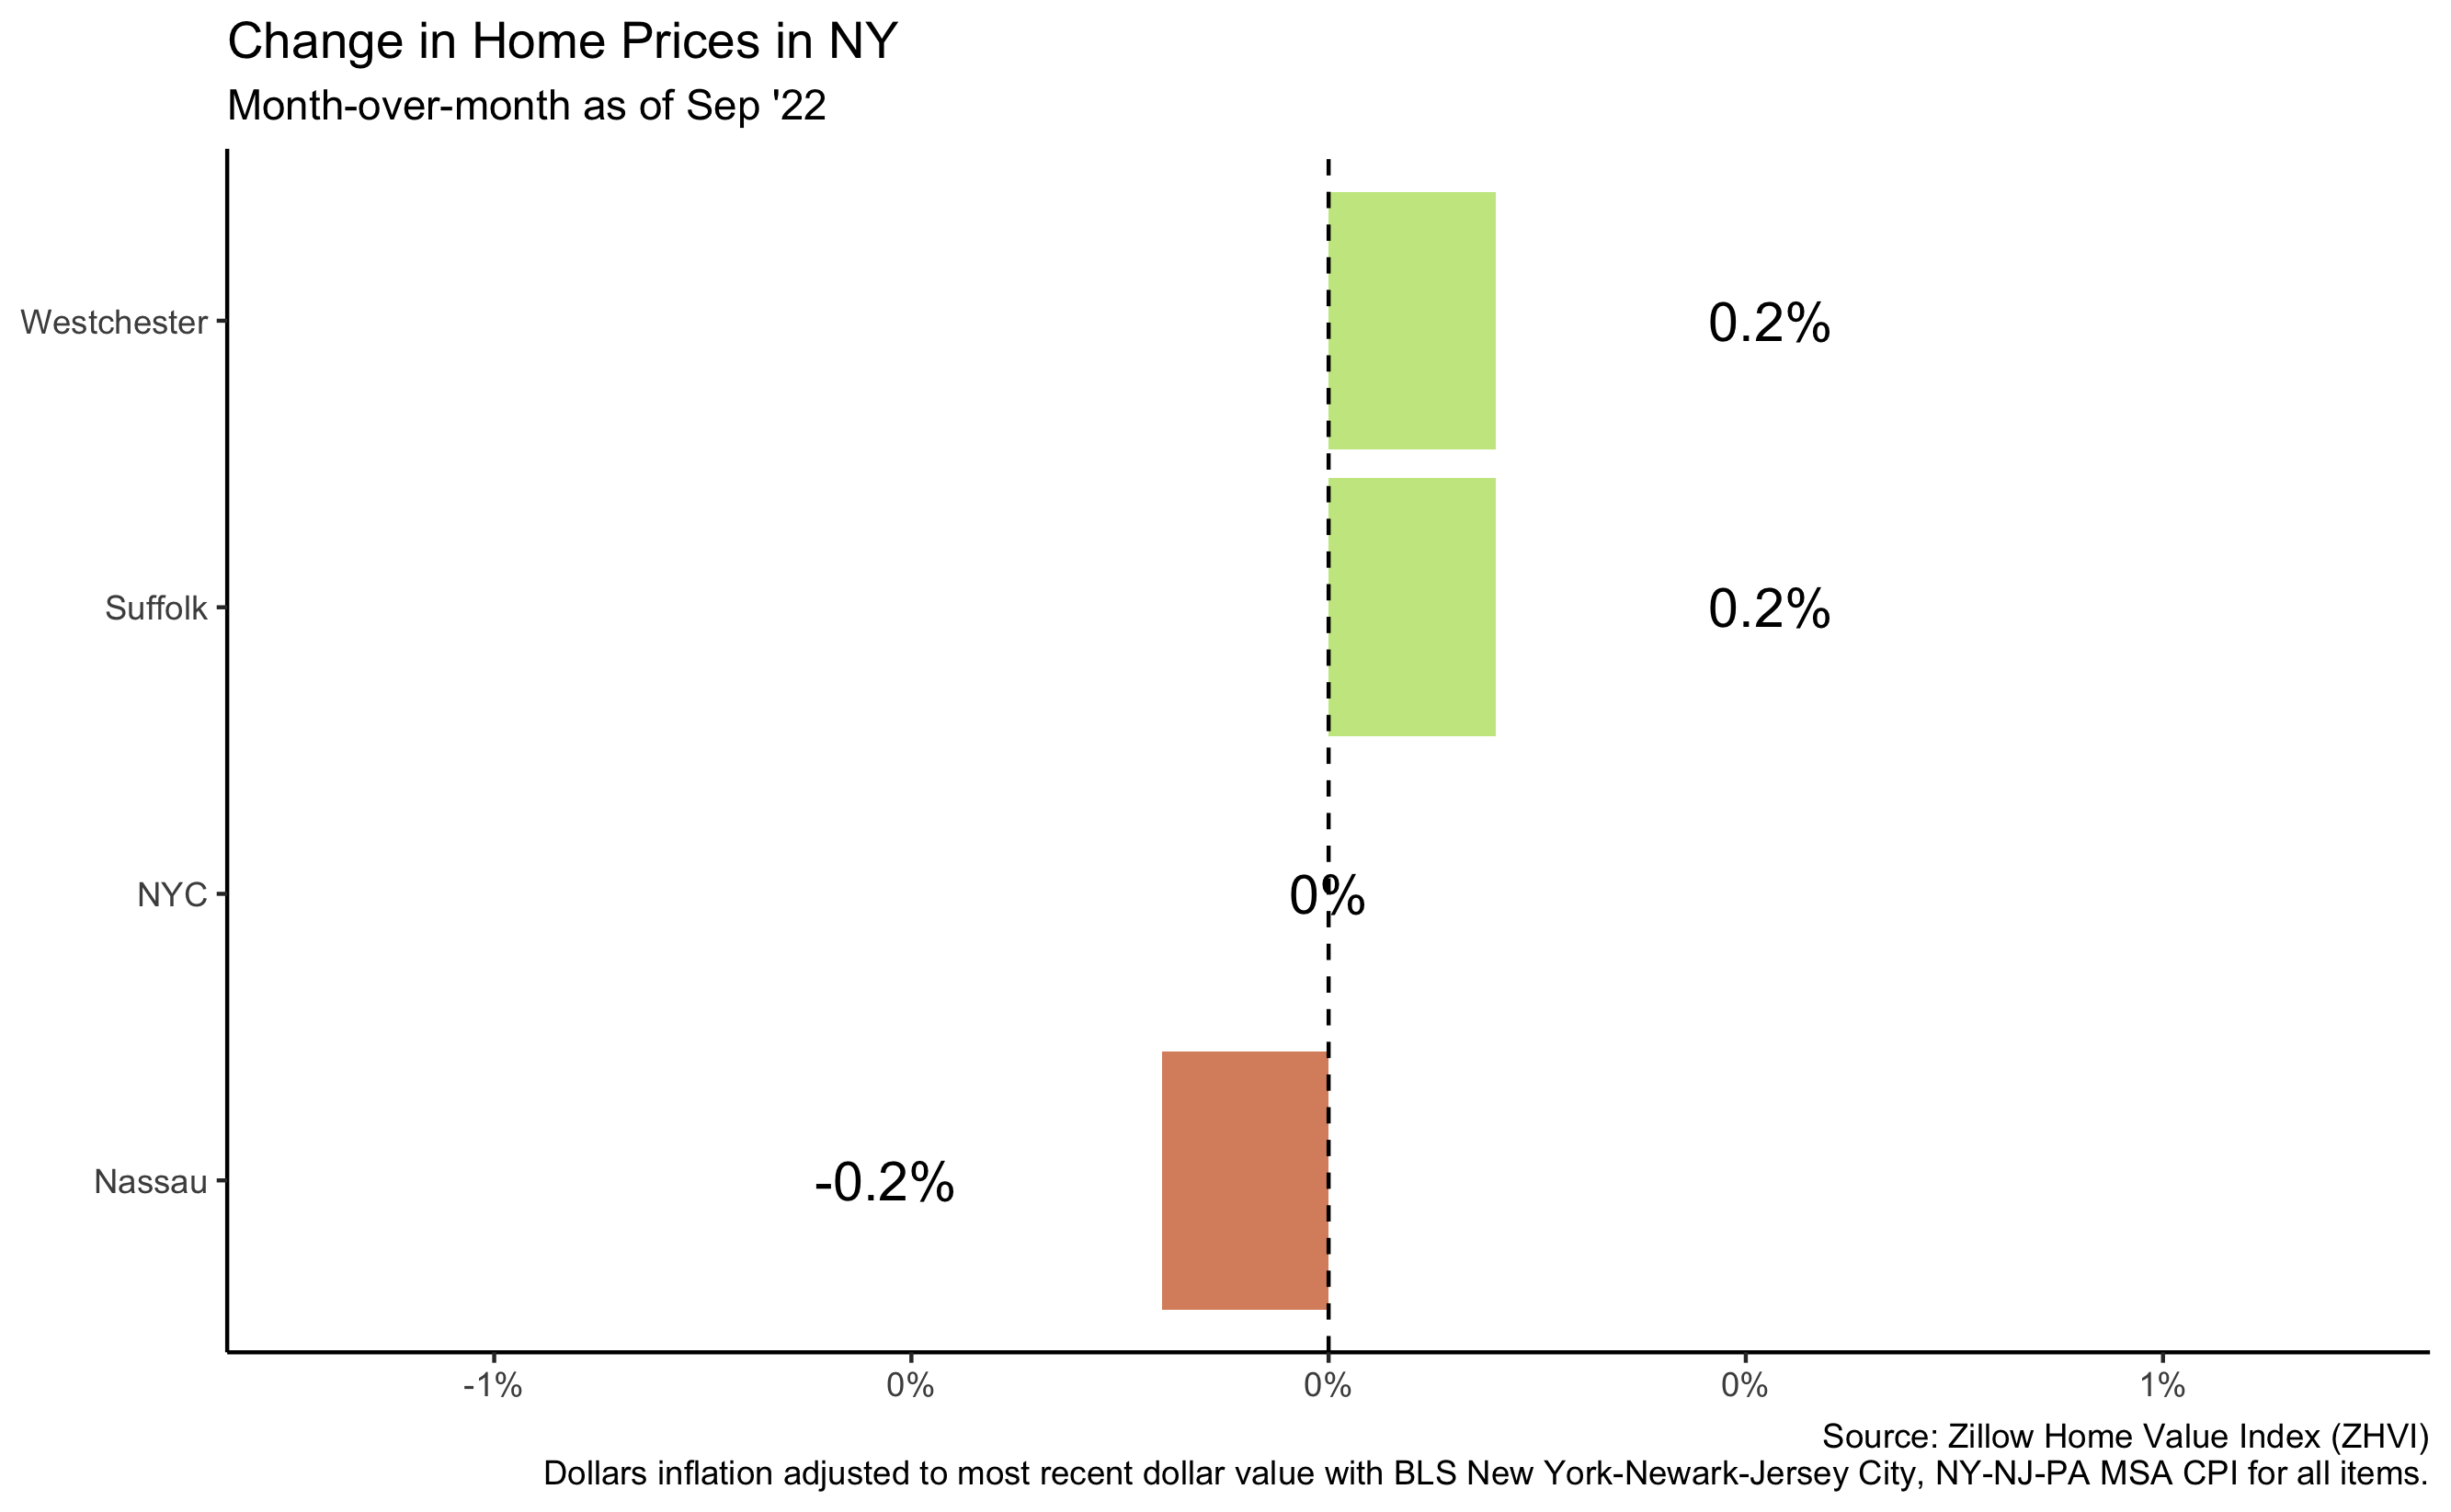 Change in Home Prices in NY
Month-over-month as of Sep '22
Westchester
0.2%
Suffolk
0.2%
NYC
0%
Nassau
-0.2%
-1%
0%
0%
0%
1%
Source: Zillow Home Value Index (ZHVI)
Dollars inflation adjusted to most recent dollar value with BLS New York-Newark-Jersey City, NY-NJ-PA MSA CPI for all items.